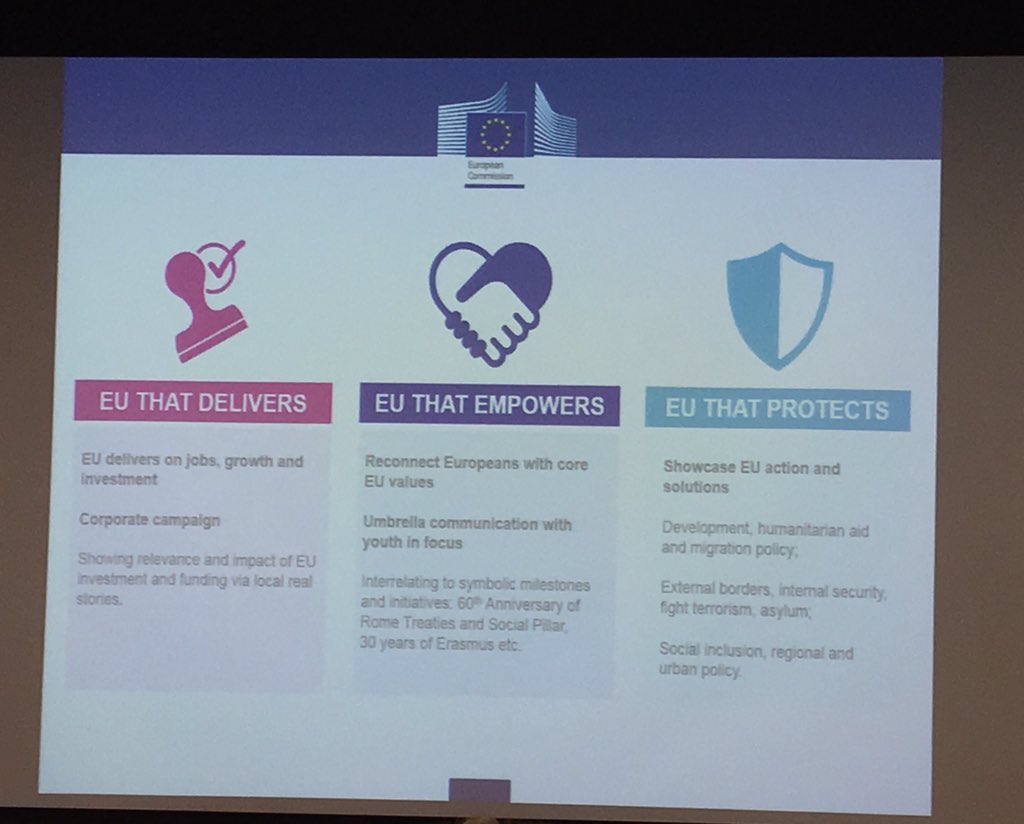 European
Commission
EU THAT DELIVERS
EU delivers on jobs, growth and
investment
Corporate campaign
Showing relevance and impact of EU
investment and funding via local real
stories.
EU THAT EMPOWERS
Reconnect Europeans with core
EU values
Umbrella communication with
youth in focus
Interrelating to symbolic milestones
and initiatives: 60th Anniversary of
Rome Treaties and Social Pillar,
30 years of Erasmus etc.
EU THAT PROTECTS
Showcase EU action and
solutions
Development, humanitarian aid
and migration policy;
External borders, internal security,
fight terrorism, asylum;
Social inclusion, regional and
urban policy.